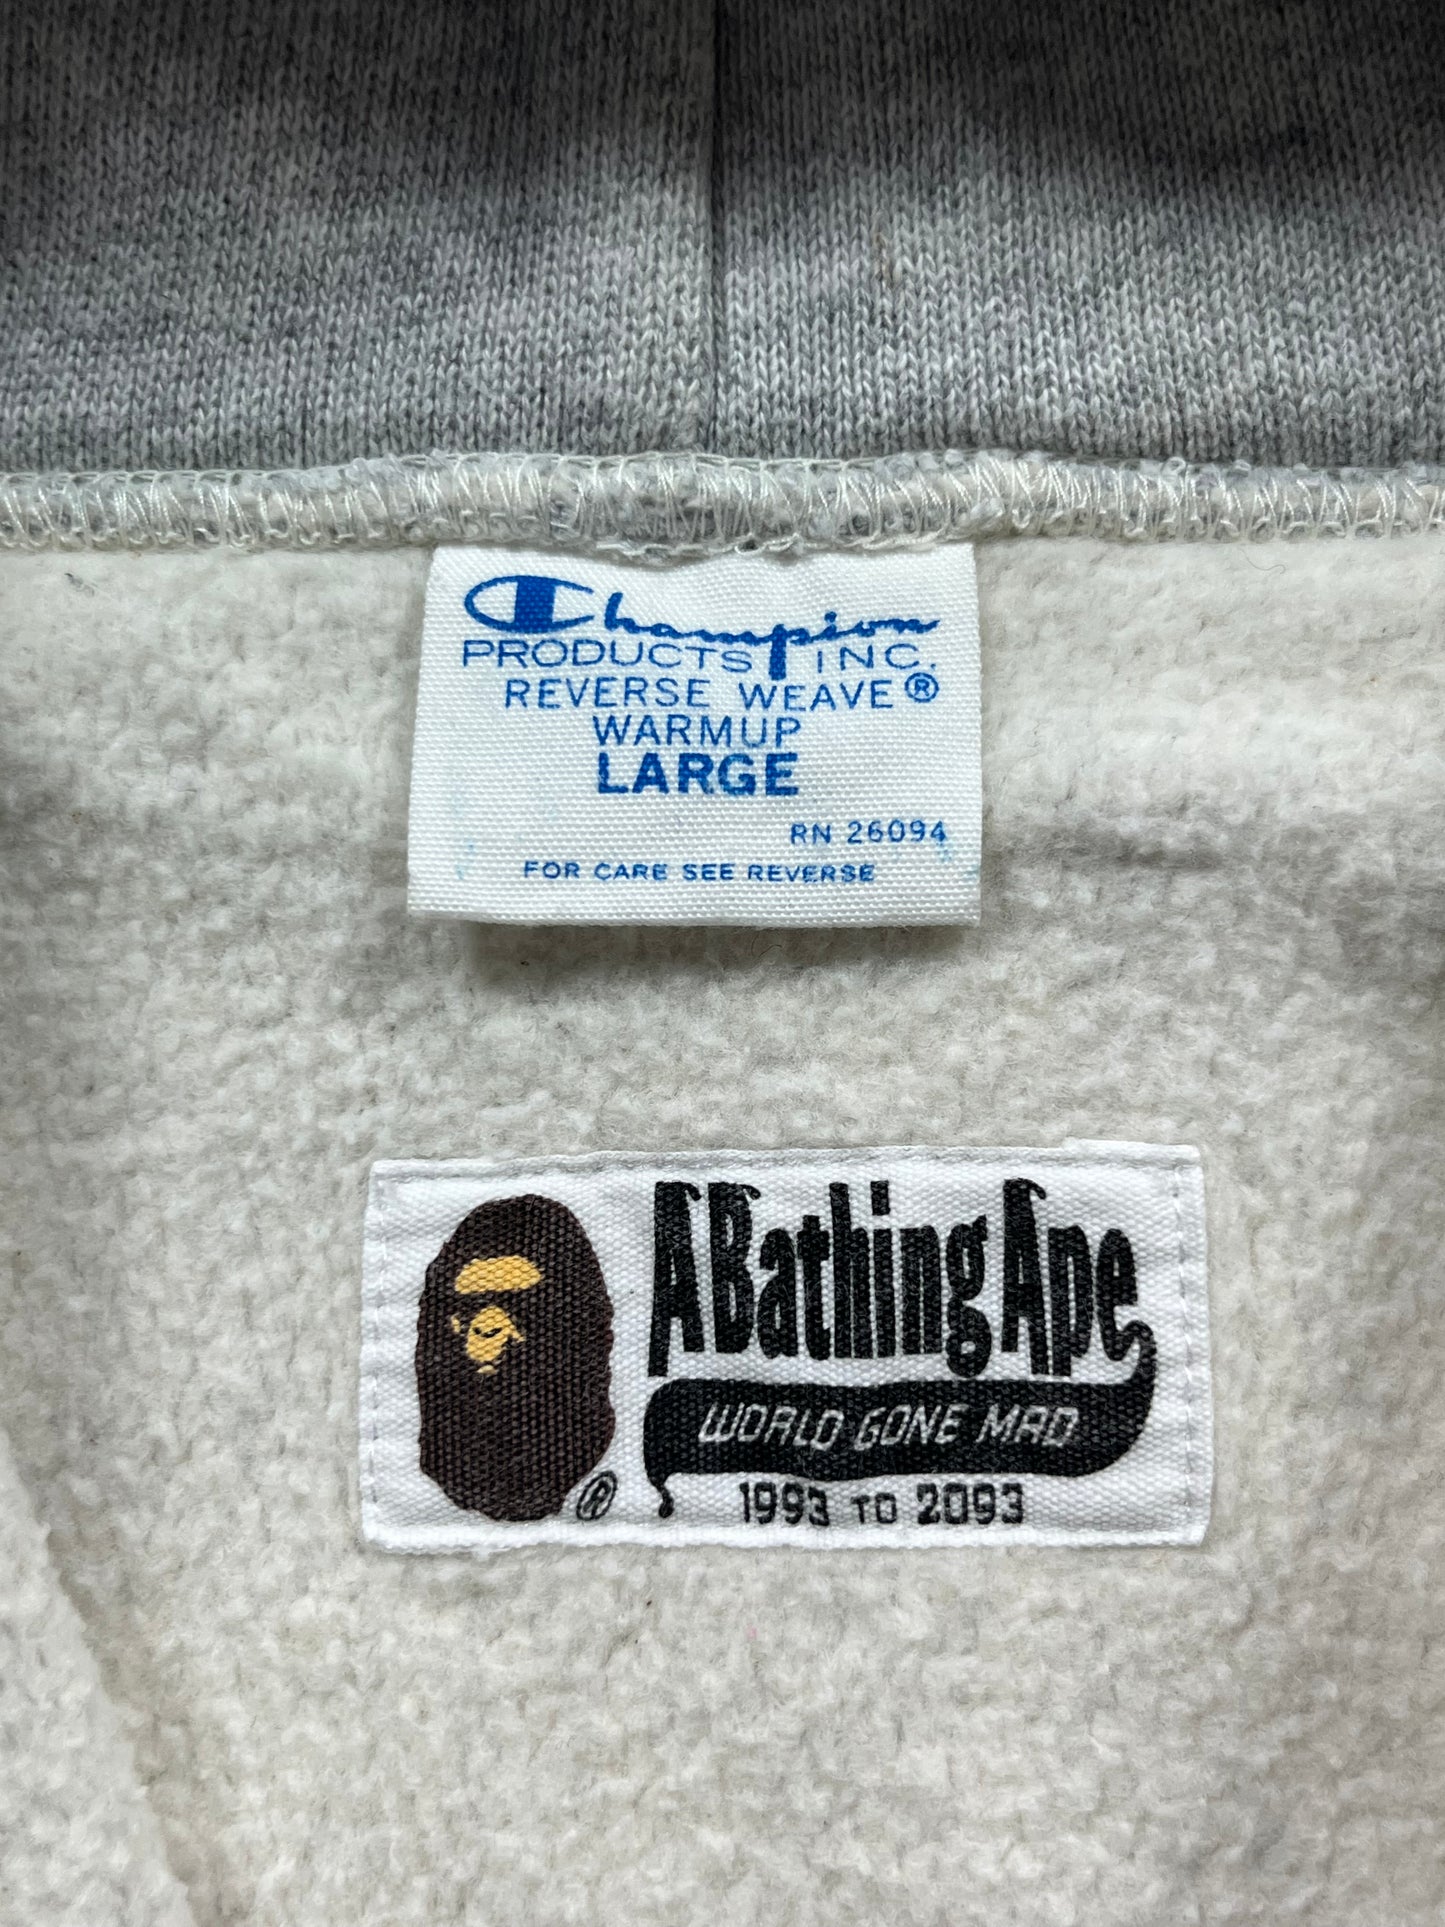 Champion
PRODUCTS INC.
REVERSE WEAVE®
WARMUP
LARGE
RN 26094
FOR CARE SEE REVERSE
A Bathing Ape
WORLD GONE MAD
®
1993 TO 2093